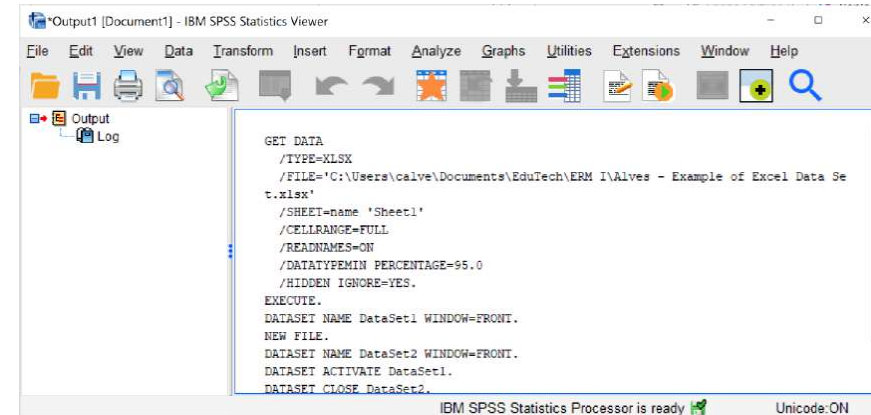 *Output1 [Document1] - IBM SPSS Statistics Viewer
File Edit View Data Transform Insert Format Analyze Graphs Utilities Extensions Window Help
Output
Log
GET DATA
/TYPE=XLSX
/FILE='C:\Users\calve\Documents\EduTech\ERM I\Alves - Example of Excel Data Se
t.xlsx'
/SHEET=name 'Sheet1'
/CELLRANGE=FULL
/READNAMES=ON
/DATATYPEMIN PERCENTAGE=95.0
/HIDDEN IGNORE=YES.
EXECUTE.
DATASET NAME DataSet1 WINDOW=FRONT.
NEW FILE.
DATASET NAME DataSet2 WINDOW=FRONT.
DATASET ACTIVATE DataSet1.
DATASET CLOSE DataSet2.
IBM SPSS Statistics Processor is ready Unicode:ON